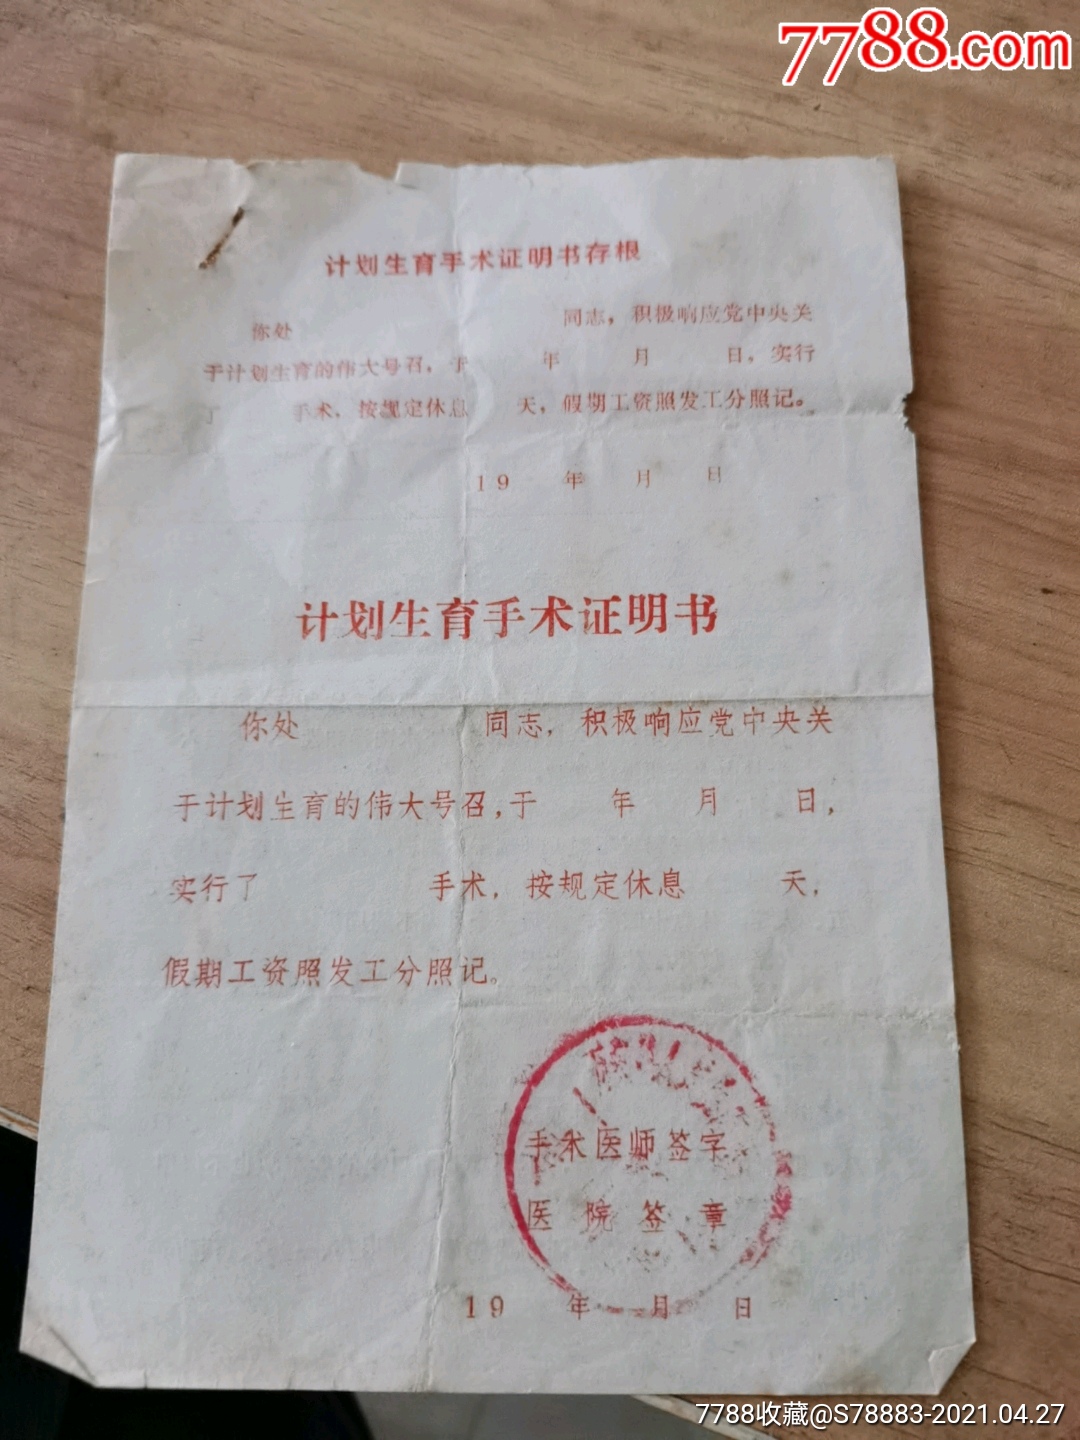 7788.com
计划生育手术证明书存根
你处 同志，积极响应党中央关
于计划生育的伟大号召，于 年 月 日，实行
了 手术，按规定休息 天，假期工资照发工分照记。
19 年 月 日
计划生育手术证明书
你处 同志，积极响应党中央关
于计划生育的伟大号召，于 年 月 日，
实行了 手术，按规定休息 天，
假期工资照发工分照记。
手术医师签字
医院签章
19 年 月 日
7788收藏@S78883-2021.04.27